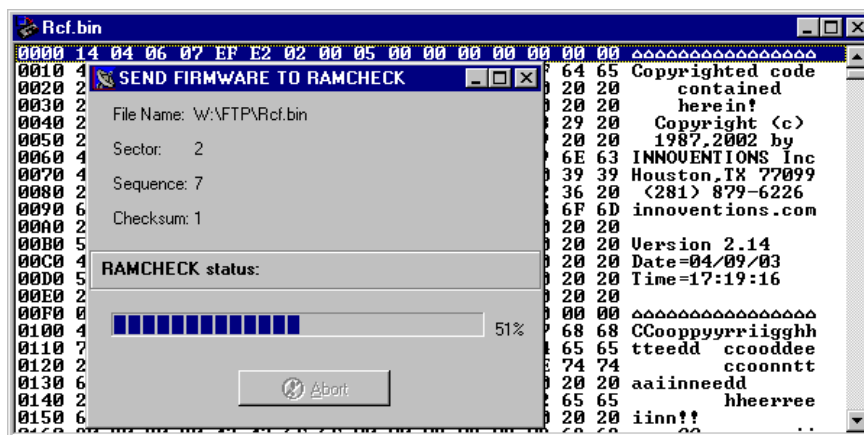 Rcf.bin
0000 14 04 06 07 EF E2 02 00 05 00 00 00 00 00 00 00
0010 4 64 65 Copyrighted code
0020 2 20 20 contained
0030 2 20 20 herein!
0040 2 29 20 Copyright (c)
0050 2 20 20 1987,2002 by
0060 4 6E 63 INNOVENTIONS Inc
0070 4 39 39 Houston,TX 77099
0080 2 36 20 (281) 879-6226
0090 6 6F 6D innoventions.com
00A0 2 20 20
00B0 5 20 20 Version 2.14
00C0 4 20 20 Date=04/09/03
00D0 5 20 20 Time=17:19:16
00E0 2 20 20
00F0 0 00 00
0100 4 68 68 CCooppyyrriigghh
0110 7 65 65 tteedd ccooddee
0120 2 74 74 ccoonntt
0130 6 20 20 aaiinneedd
0140 2 65 65 hheerree
0150 6 20 20 iinn!!
SEND FIRMWARE TO RAMCHECK
File Name: W:\FTP\Rcf.bin
Sector: 2
Sequence: 7
Checksum: 1
RAMCHECK status:
51%
Abort